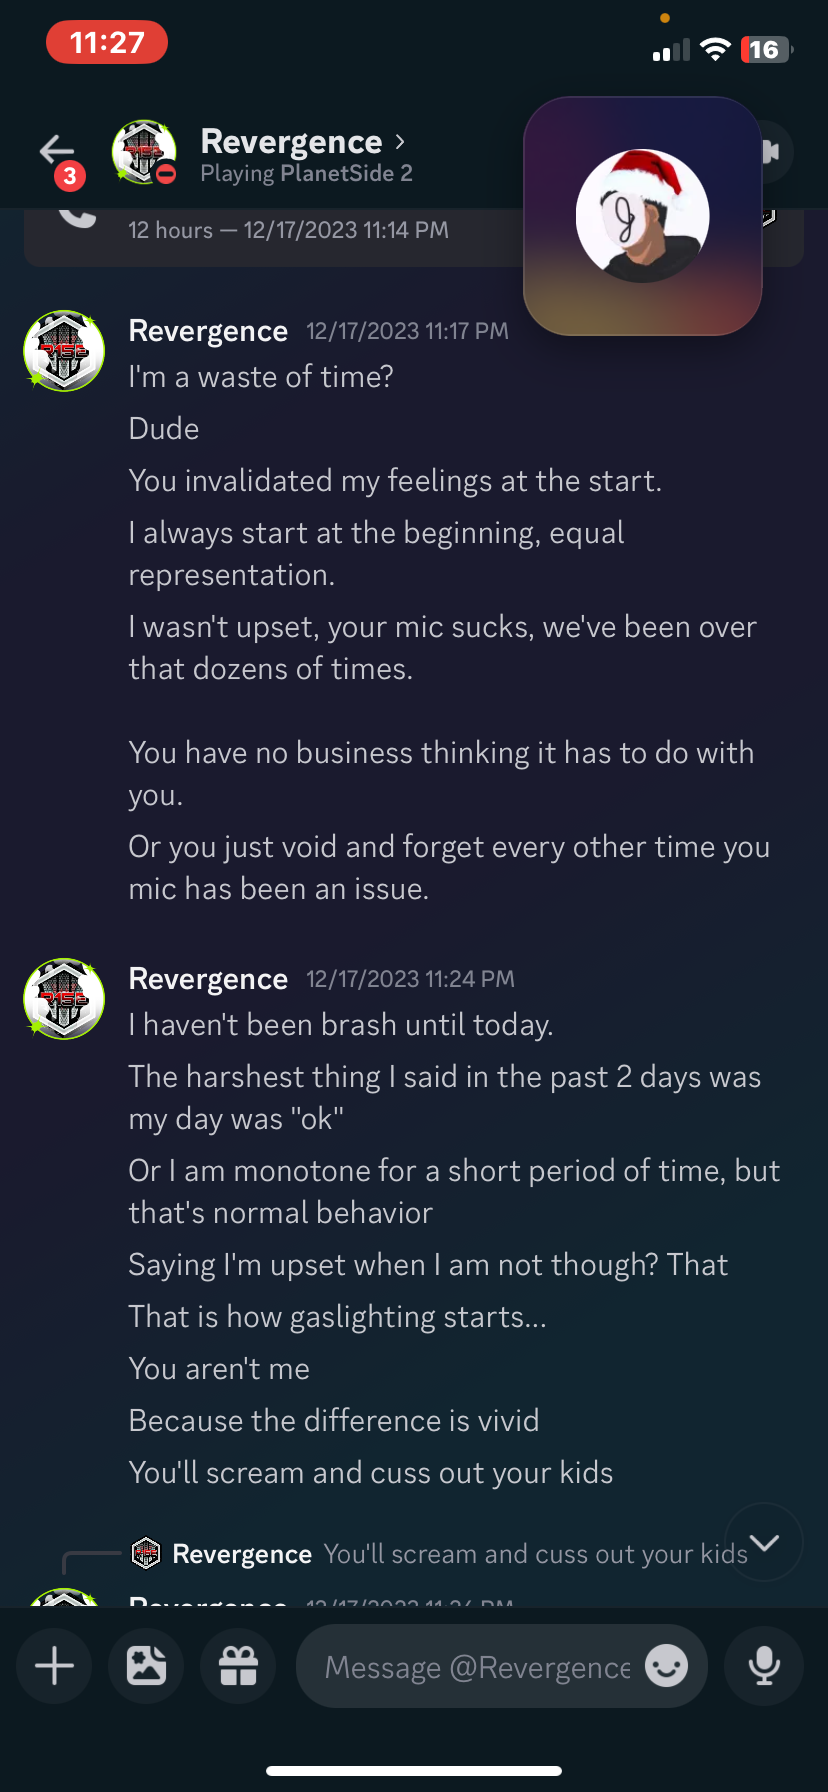 11:27
16
Revergence
3
Playing PlanetSide 2
12 hours — 12/17/2023 11:14 PM
Revergence 12/17/2023 11:17 PM
I'm a waste of time?
Dude
You invalidated my feelings at the start.
I always start at the beginning, equal
representation.
I wasn't upset, your mic sucks, we've been over
that dozens of times.
You have no business thinking it has to do with
you.
Or you just void and forget every other time you
mic has been an issue.
Revergence 12/17/2023 11:24 PM
I haven't been brash until today.
The harshest thing I said in the past 2 days was
my day was "ok"
Or I am monotone for a short period of time, but
that's normal behavior
Saying I'm upset when I am not though? That
That is how gaslighting starts...
You aren't me
Because the difference is vivid
You'll scream and cuss out your kids
Revergence You'll scream and cuss out your kids
Revergence 12/17/2023 11:26 PM
Message @Revergence